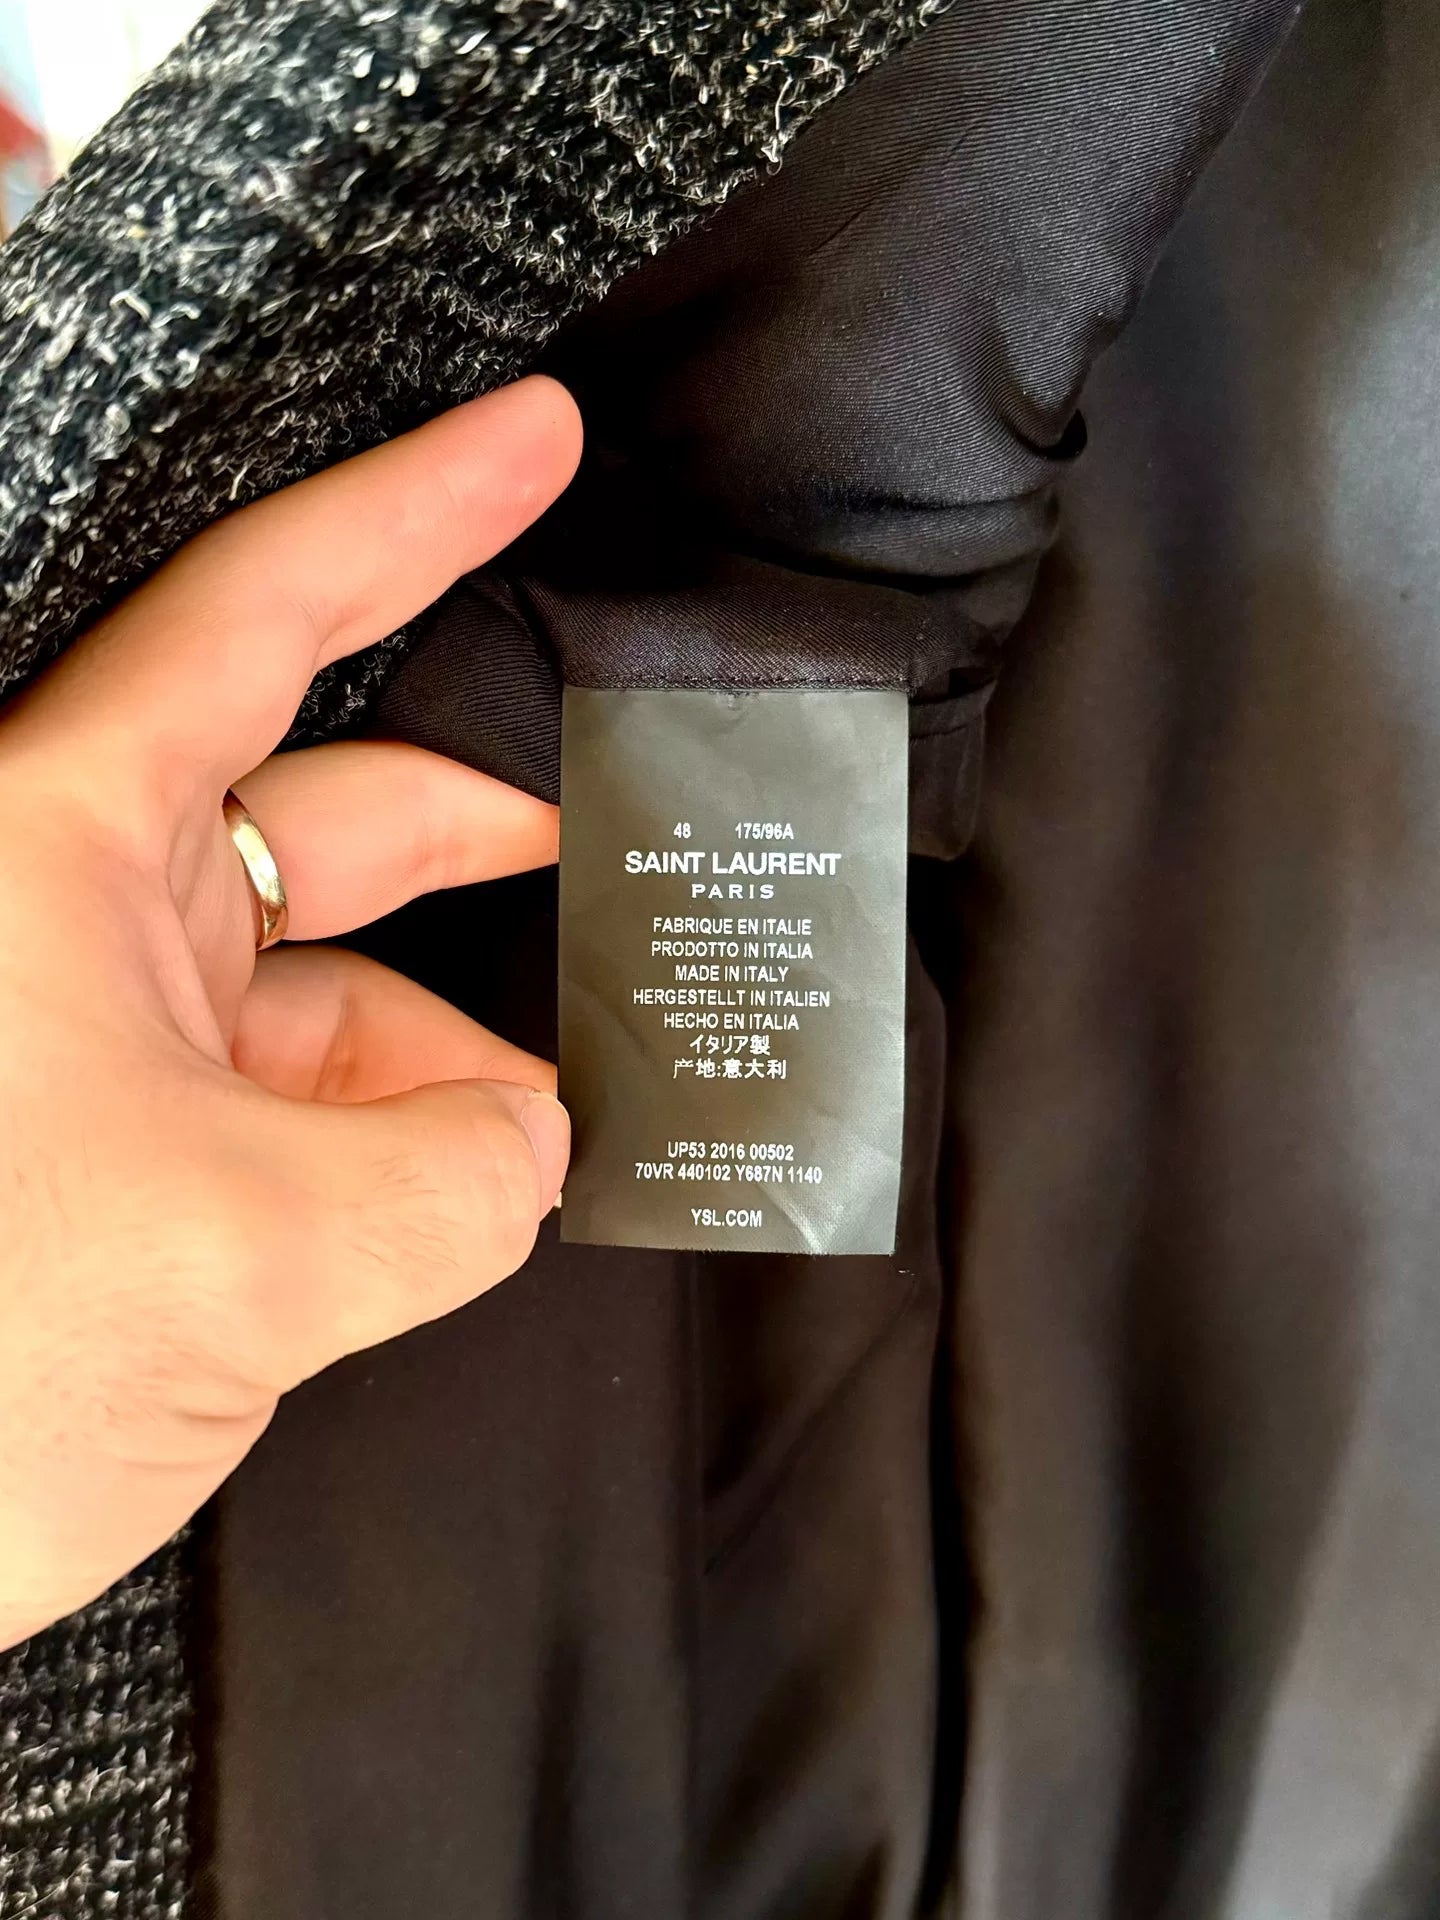 48 175/96A
SAINT LAURENT
PARIS
FABRIQUE EN ITALIE
PRODOTTO IN ITALIA
MADE IN ITALY
HERGESTELLT IN ITALIEN
HECHO EN ITALIA
イタリア製
产地:意大利
UP53 2016 00502
70VR 440102 Y687N 1140
YSL.COM